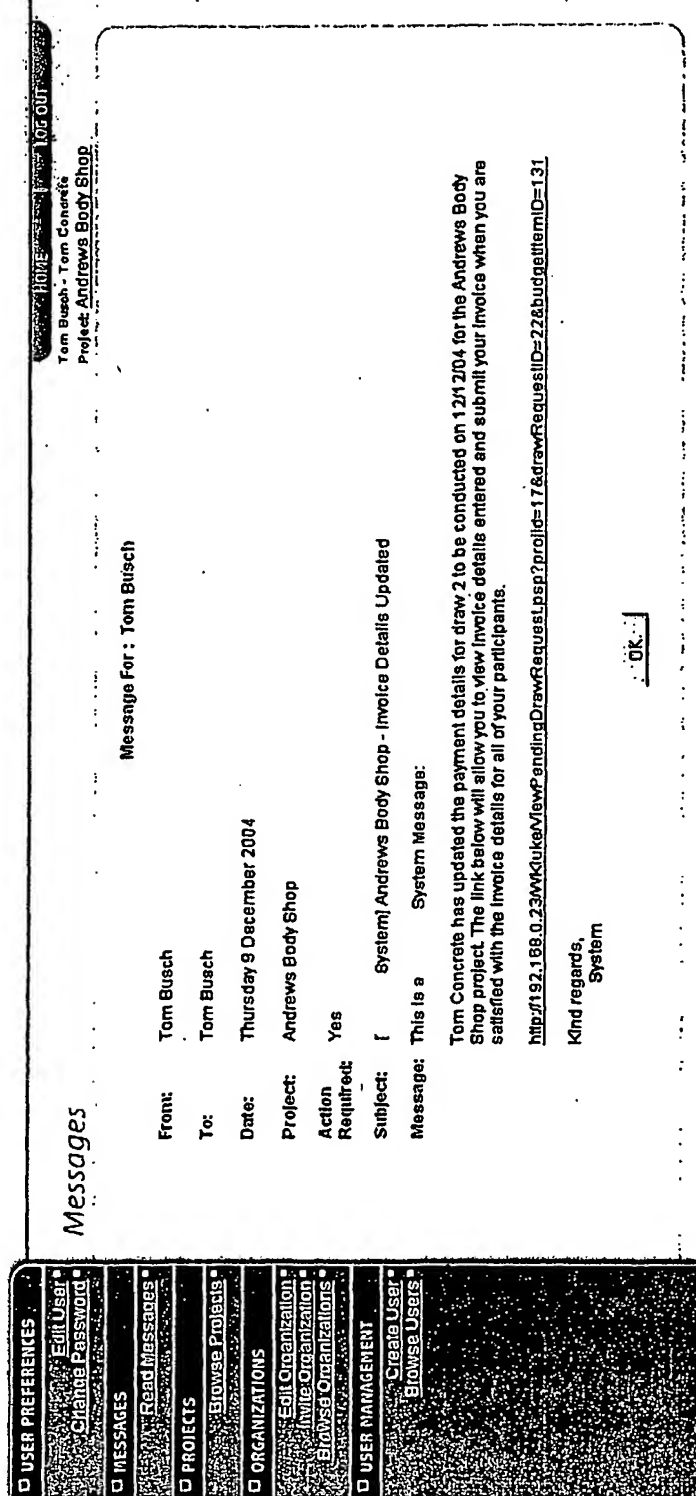 HOME LOG OUT
Tom Busch - Tom Concrete
Project: Andrews Body Shop
USER PREFERENCES
Edit User
Change Password
MESSAGES
Read Messages
PROJECTS
Browse Projects
ORGANIZATIONS
Edit Organization
Invite Organization
Browse Organizations
USER MANAGEMENT
Create User
Browse Users
Messages
Message For : Tom Busch
From: Tom Busch
To: Tom Busch
Date: Thursday 9 December 2004
Project: Andrews Body Shop
Action
Required: Yes
Subject: [ System] Andrews Body Shop - Invoice Details Updated
Message: This is a System Message:
Tom Concrete has updated the payment details for draw 2 to be conducted on 12/12/04 for the Andrews Body
Shop project. The link below will allow you to view invoice details entered and submit your invoice when you are
satisfied with the invoice details for all of your participants.
http://192.168.0.23/WKluke/ViewPendingDrawRequest.psp?projId=17&drawRequestID=22&budgetItemID=131
Kind regards,
System
OK